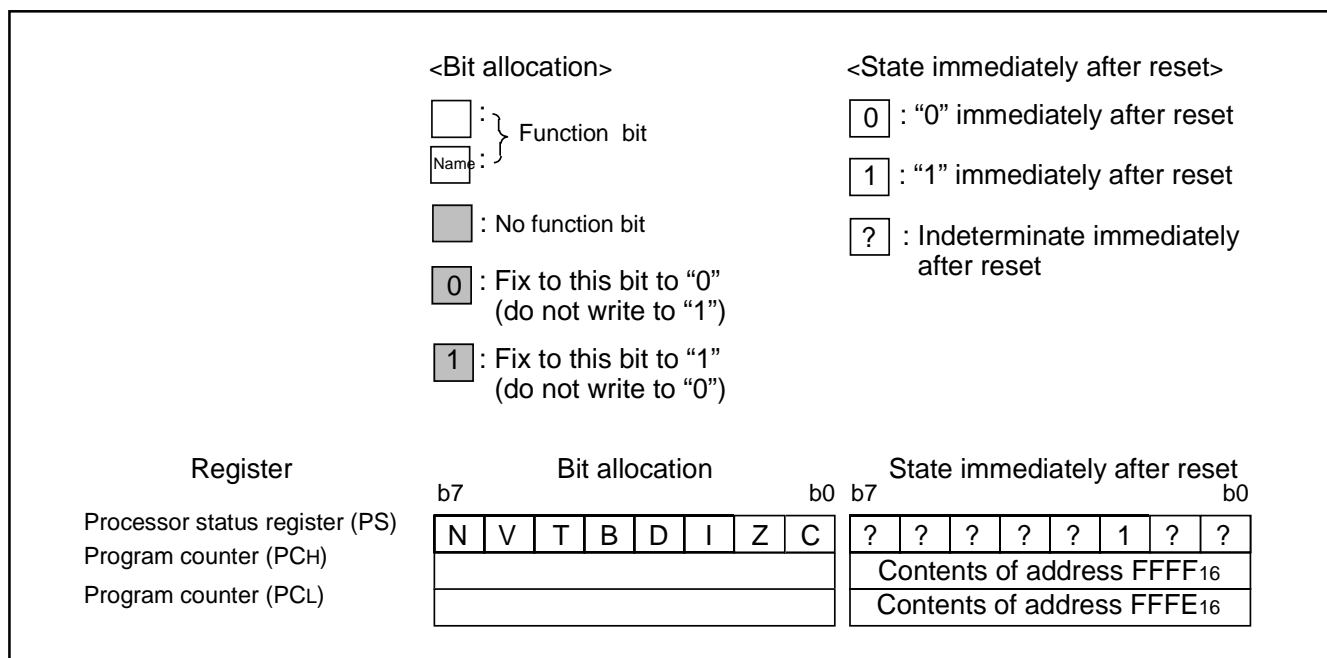 <Bit allocation>
<State immediately after reset>
:
Name :
Function bit
: No function bit
0 : Fix to this bit to “0”
(do not write to “1”)
1 : Fix to this bit to “1”
(do not write to “0”)
0 : “0” immediately after reset
1 : “1” immediately after reset
? : Indeterminate immediately
after reset
Register Bit allocation State immediately after reset
b7 b0 b7 b0
Processor status register (PS) N V T B D I Z C ? ? ? ? ? 1 ? ?
Program counter (PCH) Contents of address FFFF16
Program counter (PCL) Contents of address FFFE16